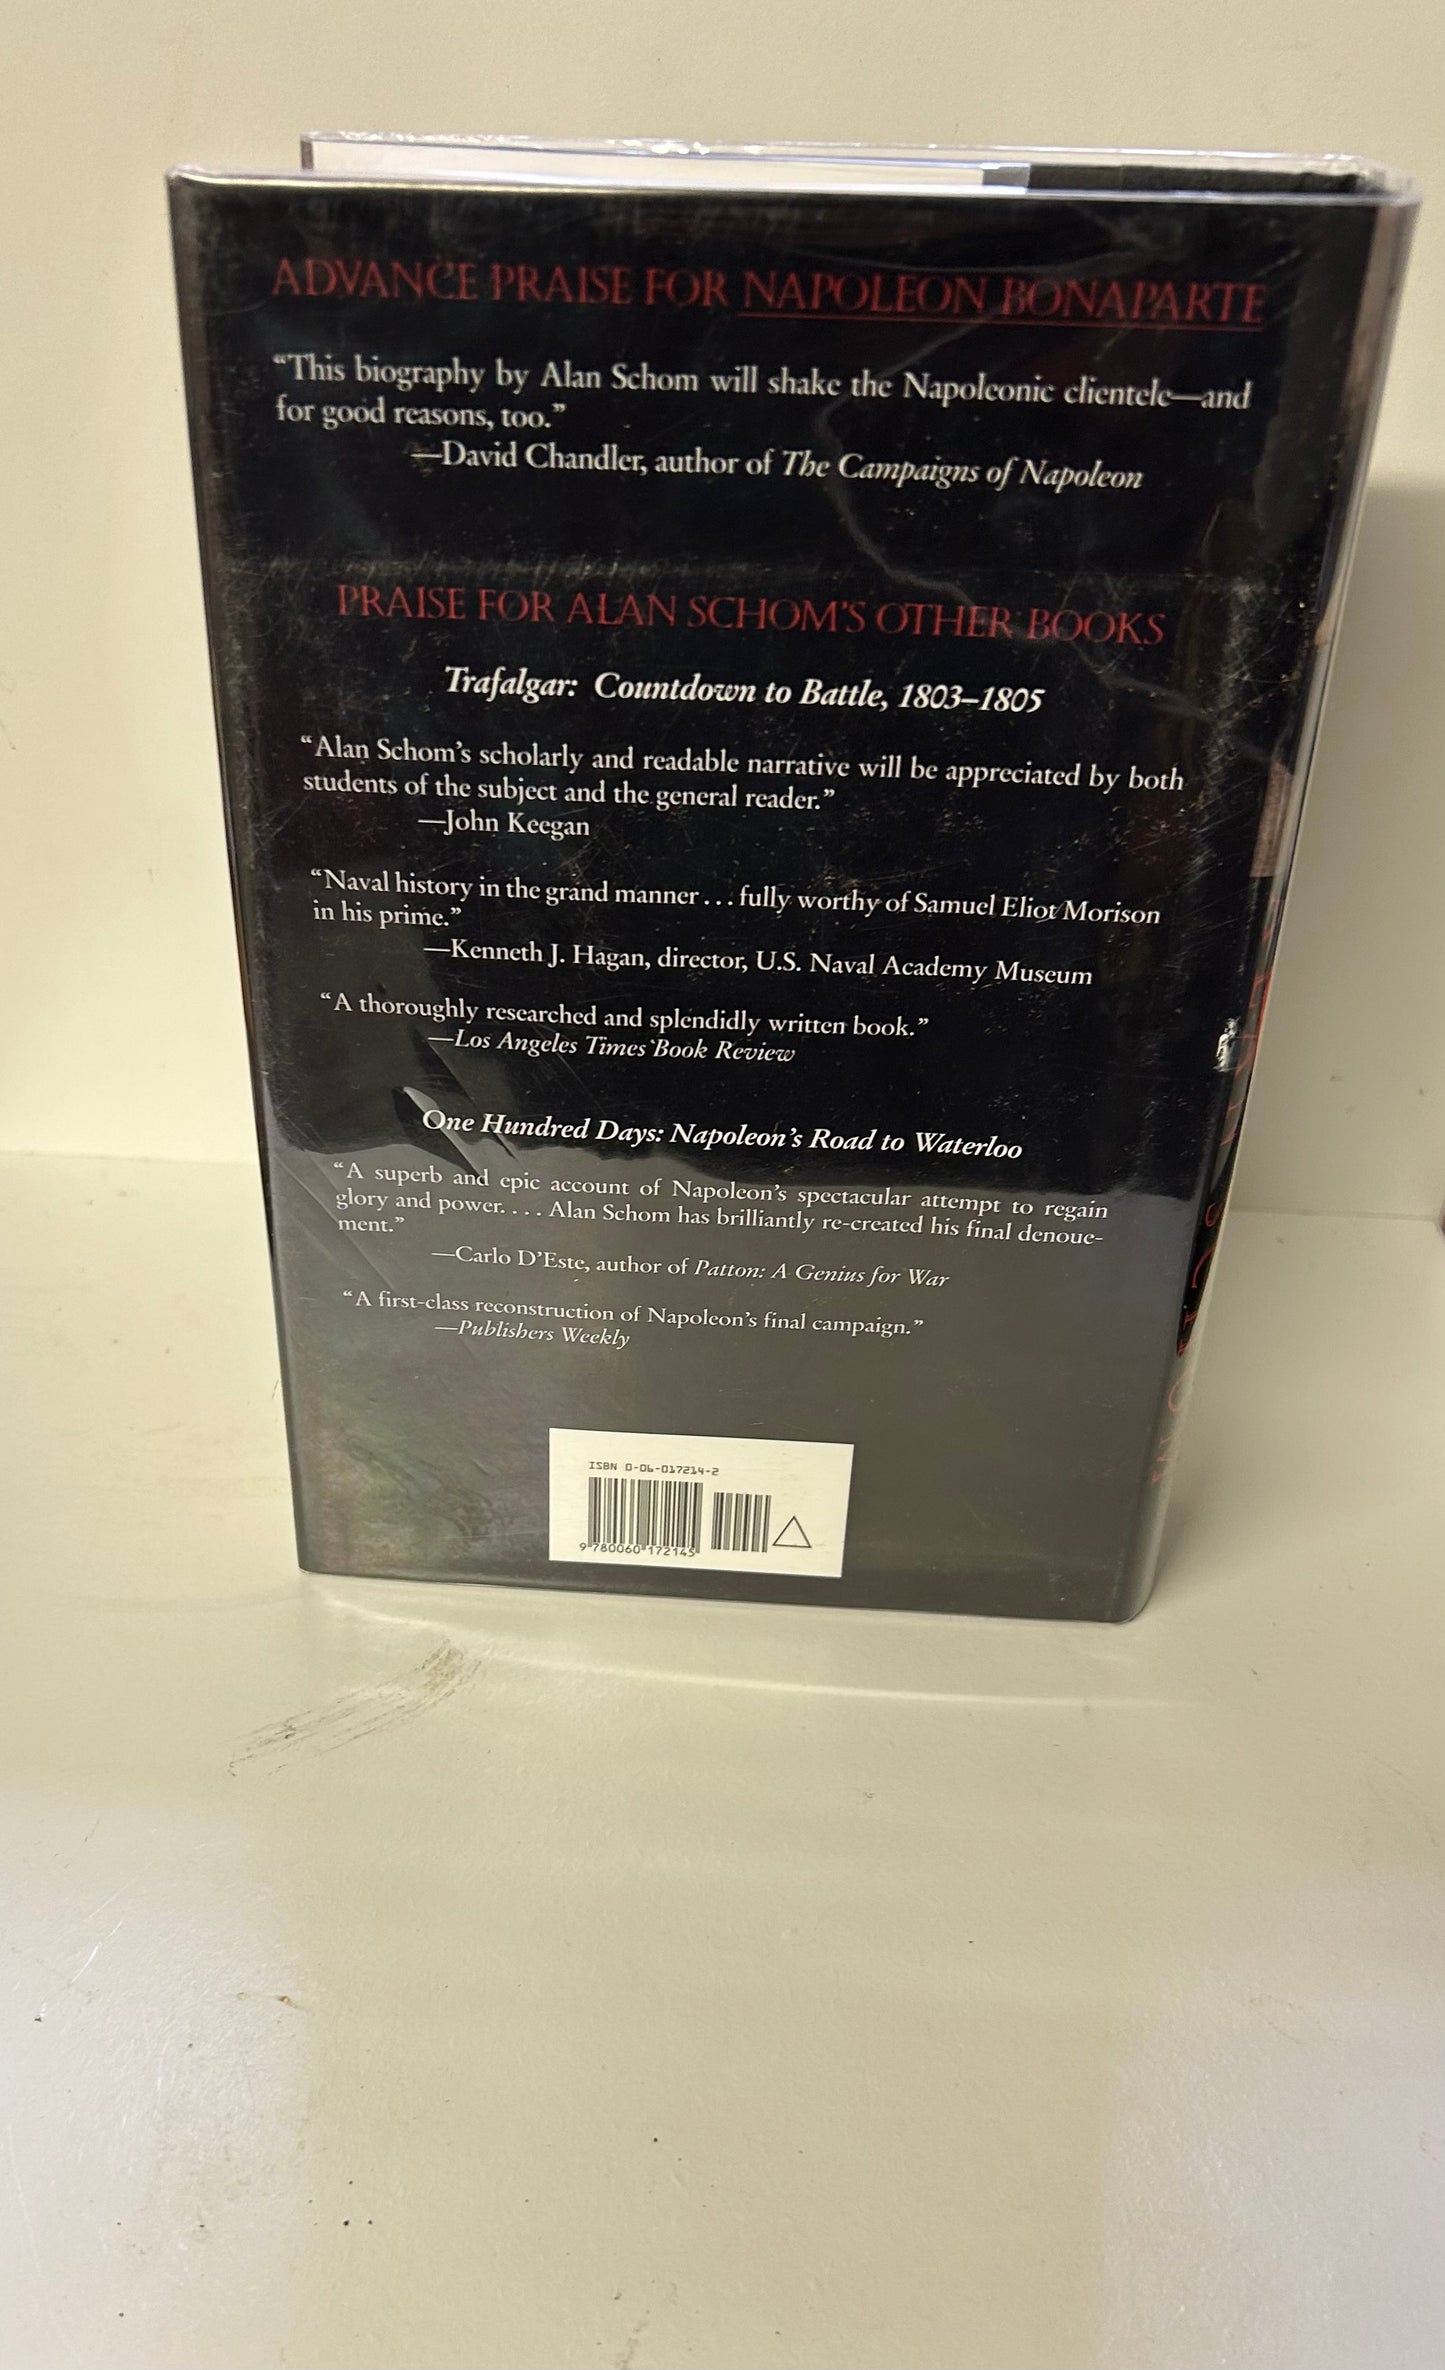 ADVANCE PRAISE FOR NAPOLEON BONAPARTE
“This biography by Alan Schom will shake the Napoleonic clientele—and
for good reasons, too.”
—David Chandler, author of The Campaigns of Napoleon
PRAISE FOR ALAN SCHOM’S OTHER BOOKS
Trafalgar: Countdown to Battle, 1803–1805
“Alan Schom’s scholarly and readable narrative will be appreciated by both
students of the subject and the general reader.”
—John Keegan
“Naval history in the grand manner . . . fully worthy of Samuel Eliot Morison
in his prime.”
—Kenneth J. Hagan, director, U.S. Naval Academy Museum
“A thoroughly researched and splendidly written book.”
—Los Angeles Times Book Review
One Hundred Days: Napoleon’s Road to Waterloo
“A superb and epic account of Napoleon’s spectacular attempt to regain
glory and power. . . . Alan Schom has brilliantly re-created his final denoue-
ment.”
—Carlo D’Este, author of Patton: A Genius for War
“A first-class reconstruction of Napoleon’s final campaign.”
—Publishers Weekly
ISBN 0-06-017214-2
9 780060 172145
SCHOM